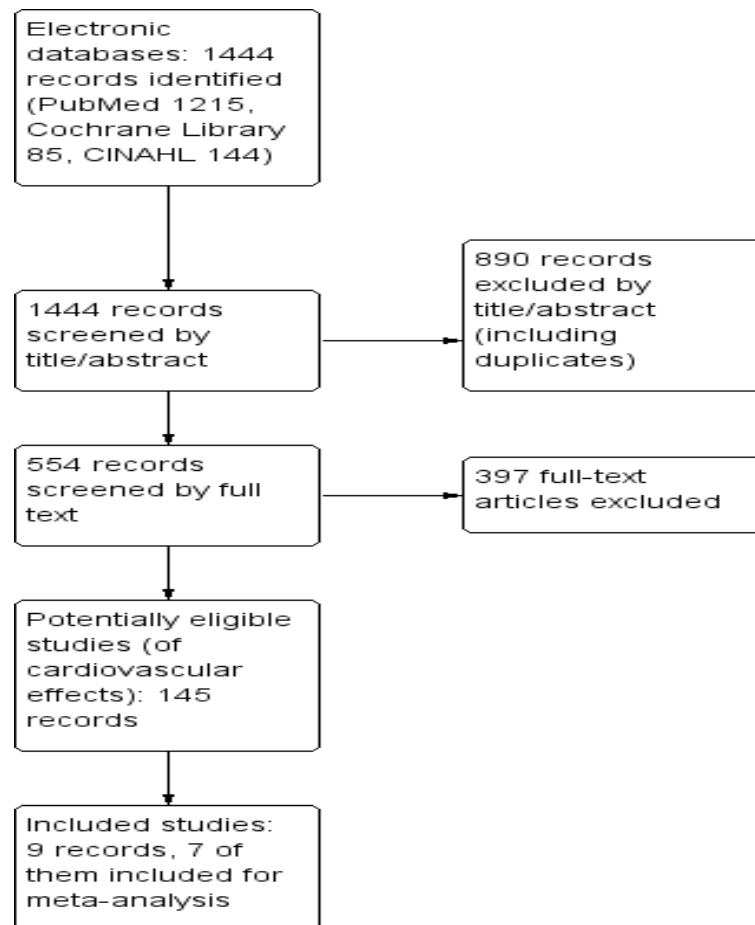 Electronic
databases: 1444
records identified
(PubMed 1215,
Cochrane Library
85, CINAHL 144)
1444 records
screened by
title/abstract
890 records
excluded by
title/abstract
(including
duplicates)
554 records
screened by full
text
397 full-text
articles excluded
Potentially eligible
studies (of
cardiovascular
effects): 145
records
Included studies:
9 records, 7 of
them included for
meta-analysis